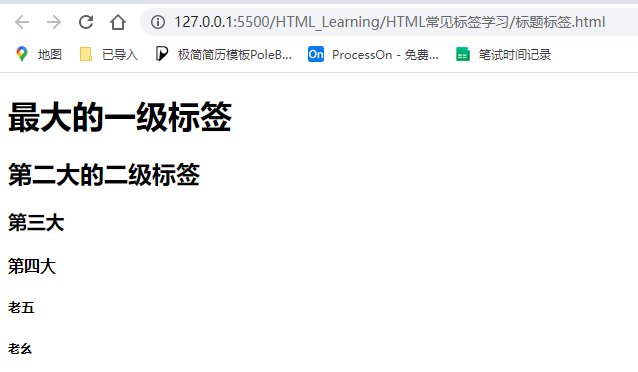 127.0.0.1:5500/HTML_Learning/HTML常见标签学习/标题标签.html
地图 已导入 极简简历模板PoleB... On ProcessOn - 免费... 笔试时间记录
最大的一级标签
第二大的二级标签
第三大
第四大
老五
老幺